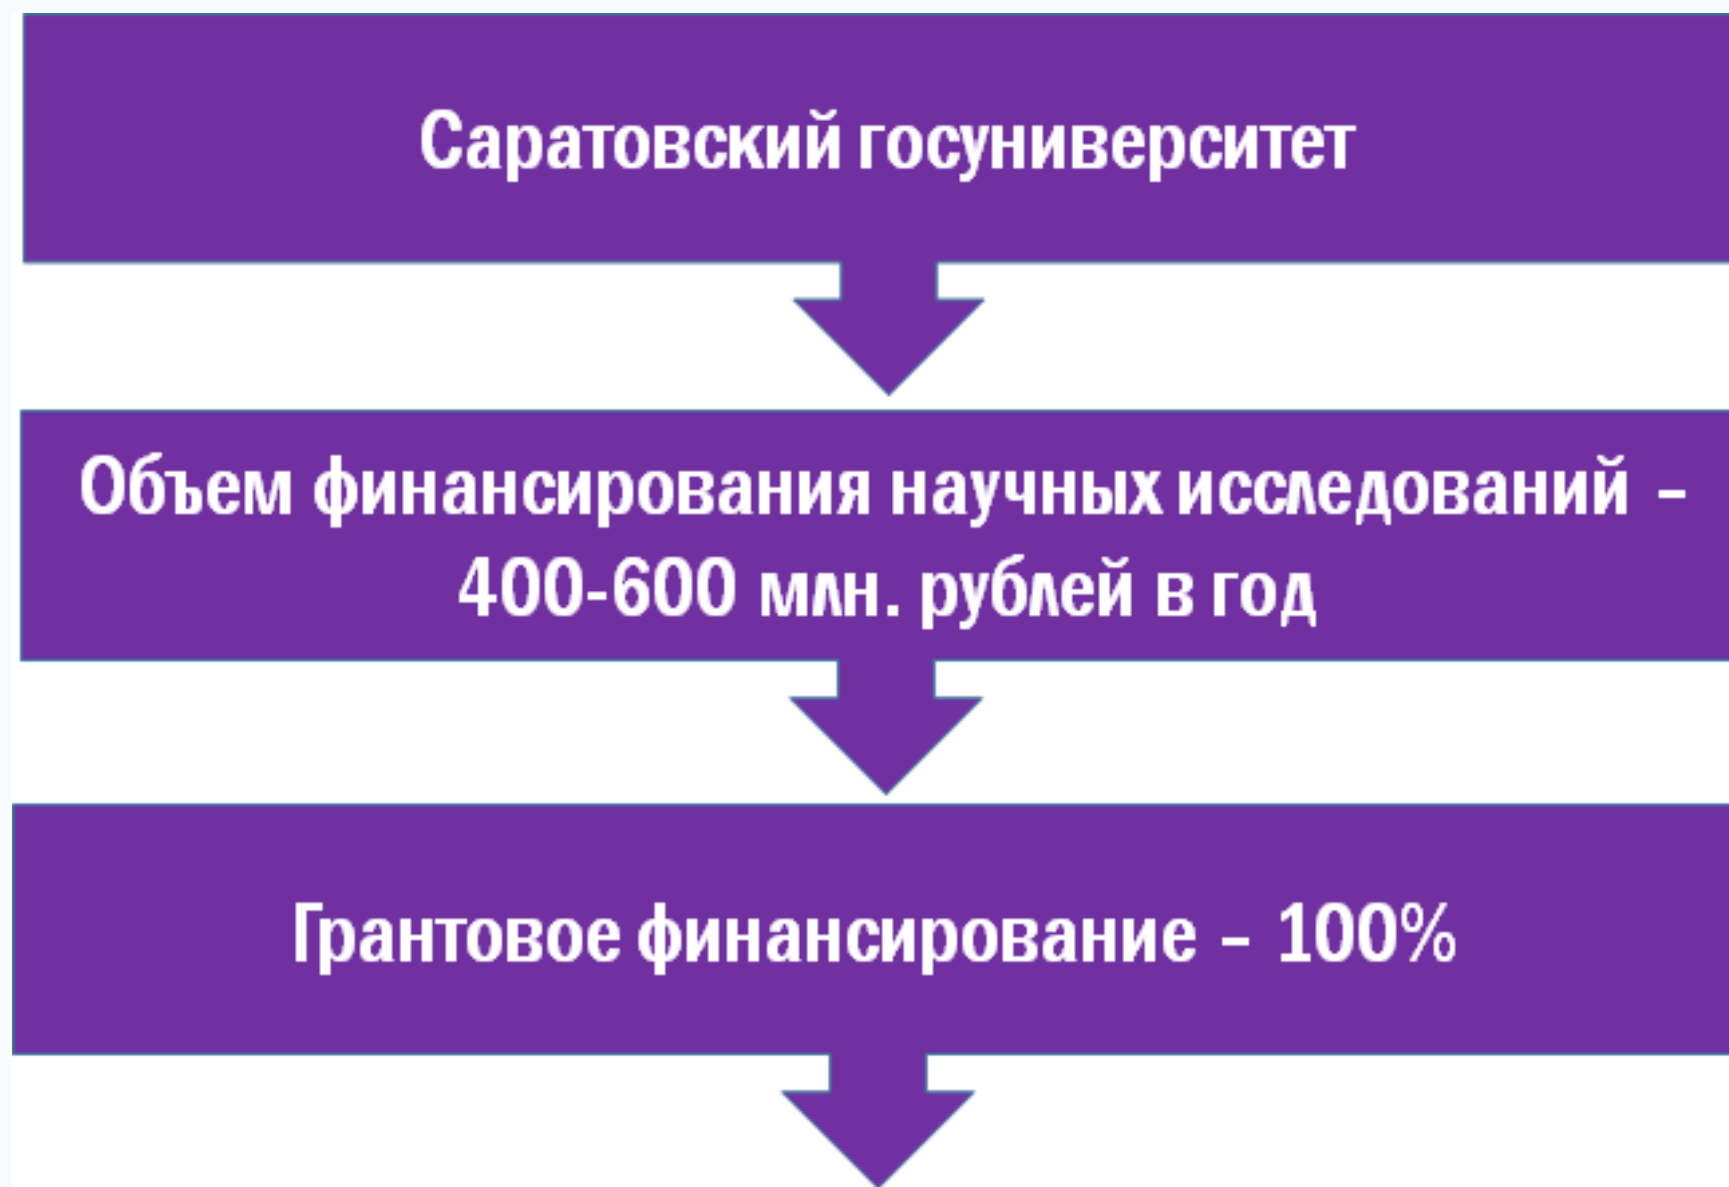 Саратовский госуниверситет
Объем финансирования научных исследований –
400-600 млн. рублей в год
Грантовое финансирование – 100%